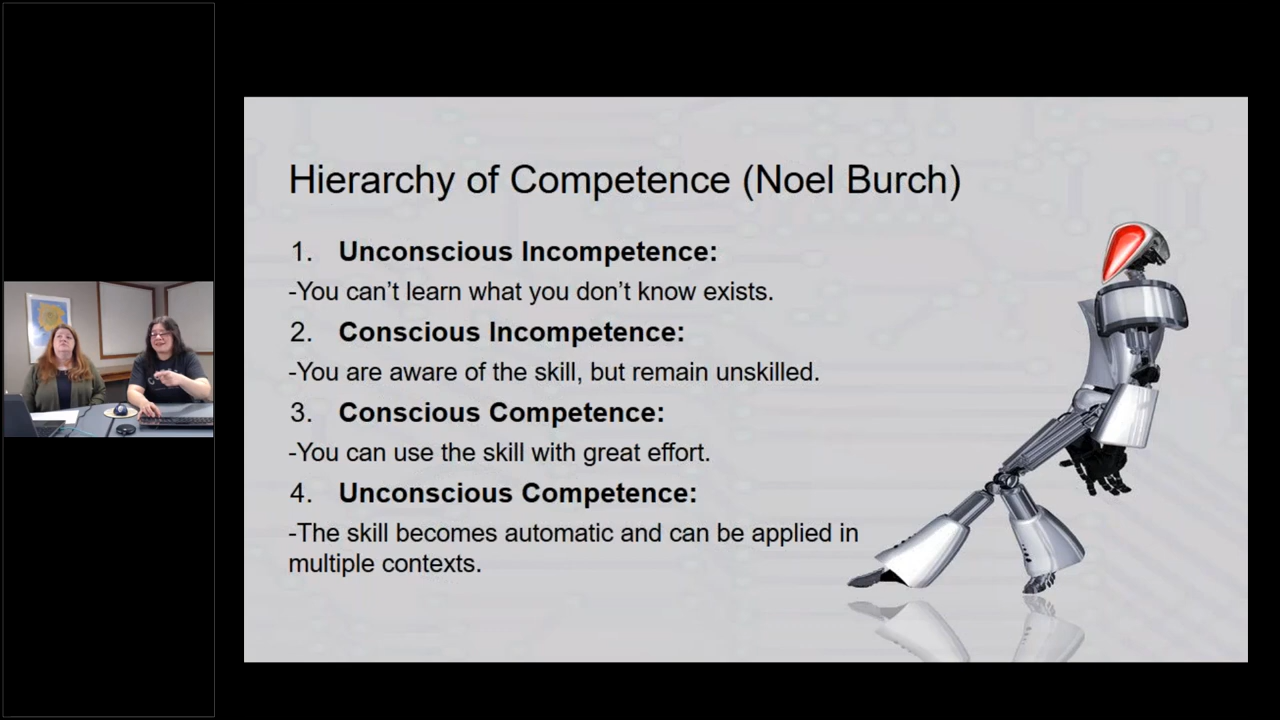 Hierarchy of Competence (Noel Burch)
1. Unconscious Incompetence:
-You can’t learn what you don’t know exists.
2. Conscious Incompetence:
-You are aware of the skill, but remain unskilled.
3. Conscious Competence:
-You can use the skill with great effort.
4. Unconscious Competence:
-The skill becomes automatic and can be applied in
multiple contexts.